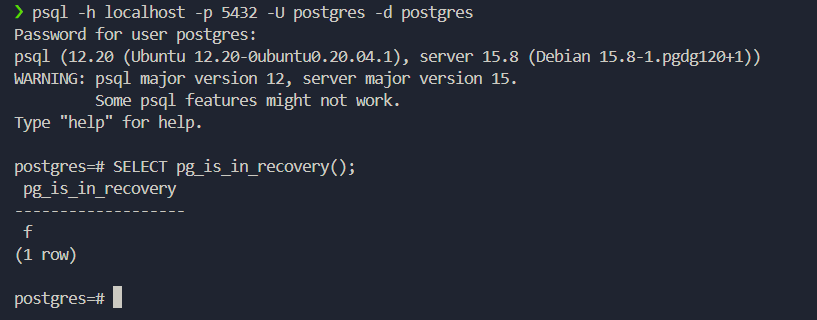 ❯ psql -h localhost -p 5432 -U postgres -d postgres
Password for user postgres:
psql (12.20 (Ubuntu 12.20-0ubuntu0.20.04.1), server 15.8 (Debian 15.8-1.pgdg120+1))
WARNING: psql major version 12, server major version 15.
         Some psql features might not work.
Type "help" for help.

postgres=# SELECT pg_is_in_recovery();
 pg_is_in_recovery
-------------------
 f
(1 row)

postgres=#